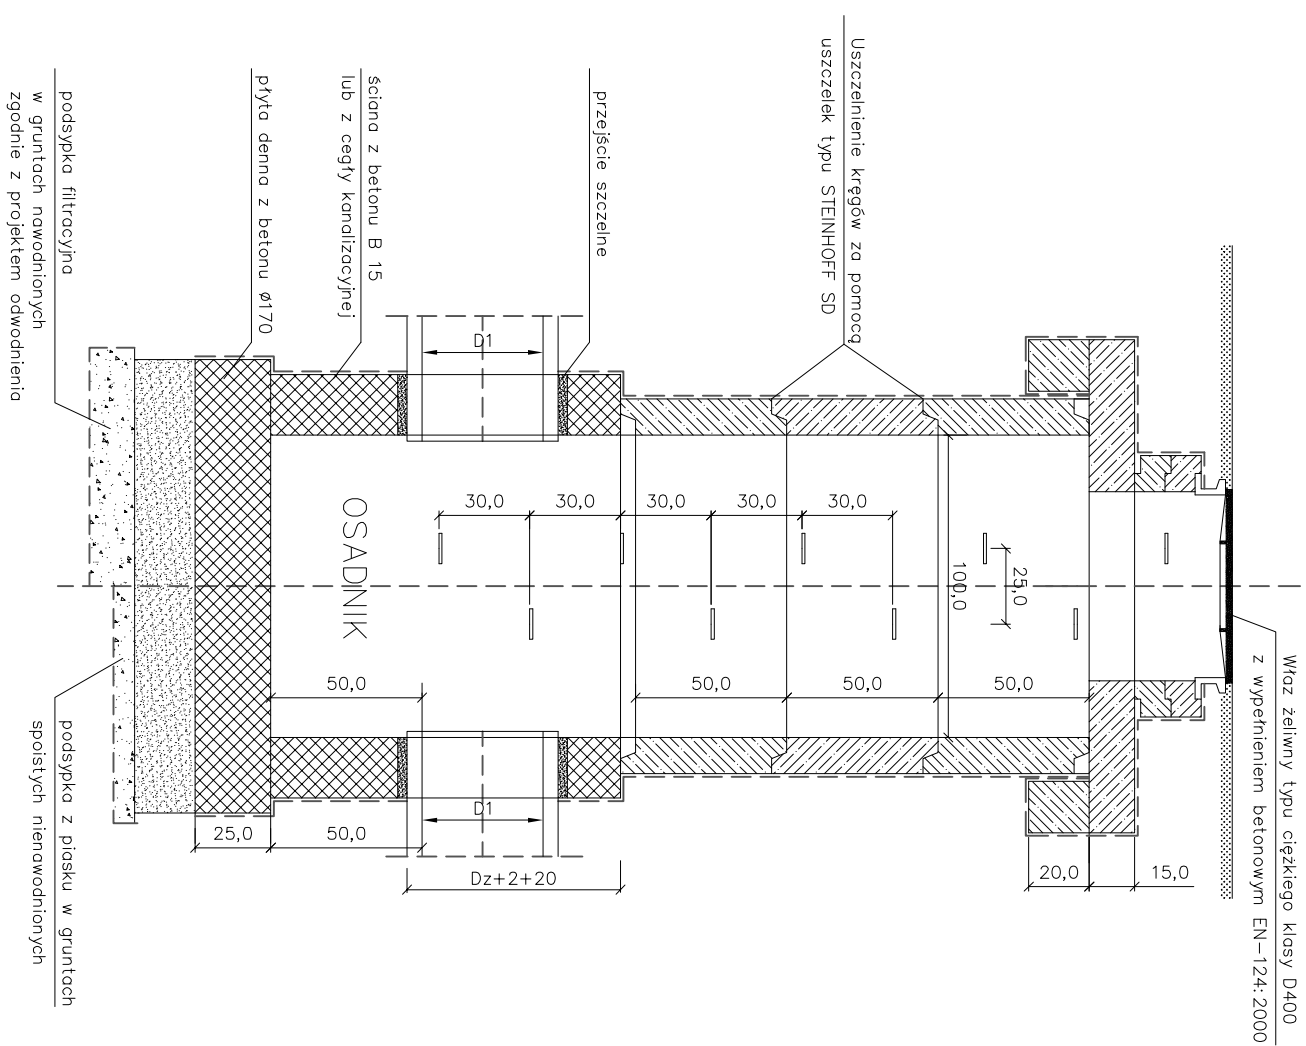 Właz żeliwny typu ciężkiego klasy D400
z wypełnieniem betonowym EN-124:2000
Uszczelnienie kręgów za pomocą
uszczelek typu STEINHOFF SD
przejście szczelne
ściana z betonu B 15
lub z cegły kanalizacyjnej
płyta denna z betonu Ø170
podsypka filtracyjna
w gruntach nawodnionych
zgodnie z projektem odwodnienia
podsypka z piasku w gruntach
spoistych nienawodnionych
OSADNIK
D1
D1
30,0
30,0
30,0
30,0
30,0
25,0
100,0
50,0
50,0
50,0
50,0
25,0
50,0
Dz+2+20
20,0
15,0